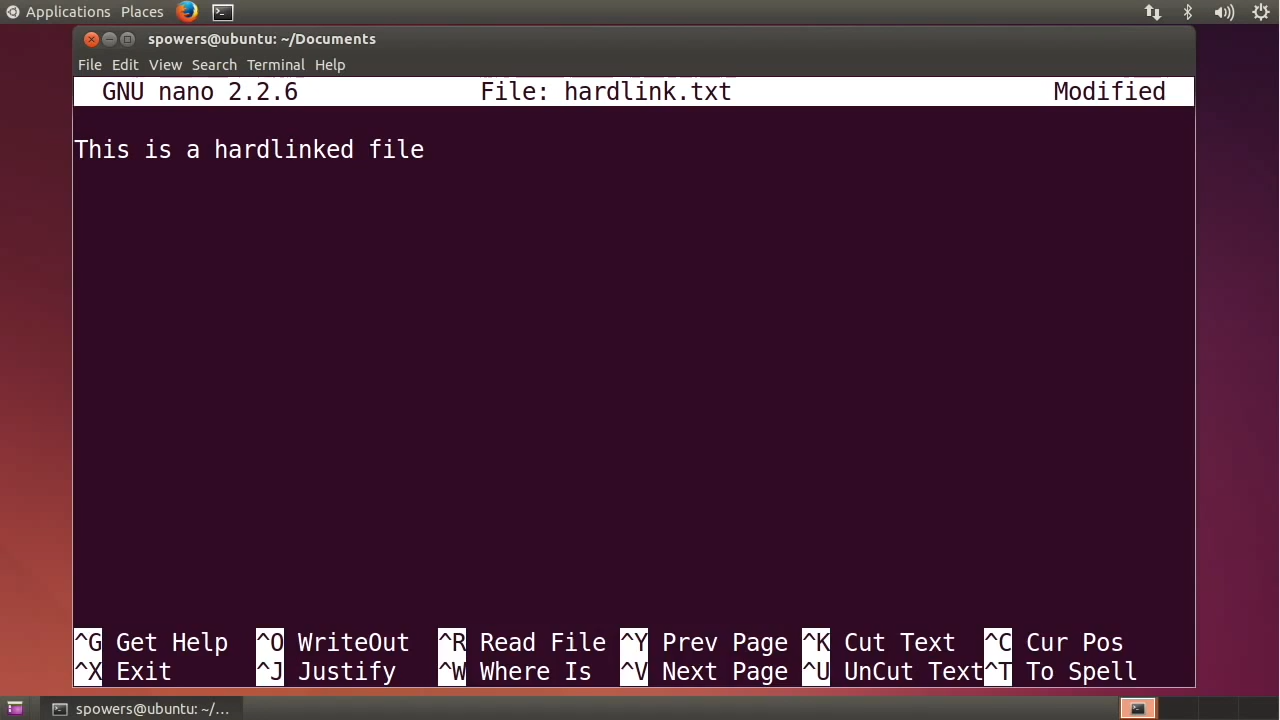 Applications Places
spowers@ubuntu: ~/Documents
File Edit View Search Terminal Help
GNU nano 2.2.6 File: hardlink.txt Modified
This is a hardlinked file
^G Get Help ^O WriteOut ^R Read File ^Y Prev Page ^K Cut Text ^C Cur Pos
^X Exit ^J Justify ^W Where Is ^V Next Page ^U UnCut Text ^T To Spell
spowers@ubuntu: ~/...